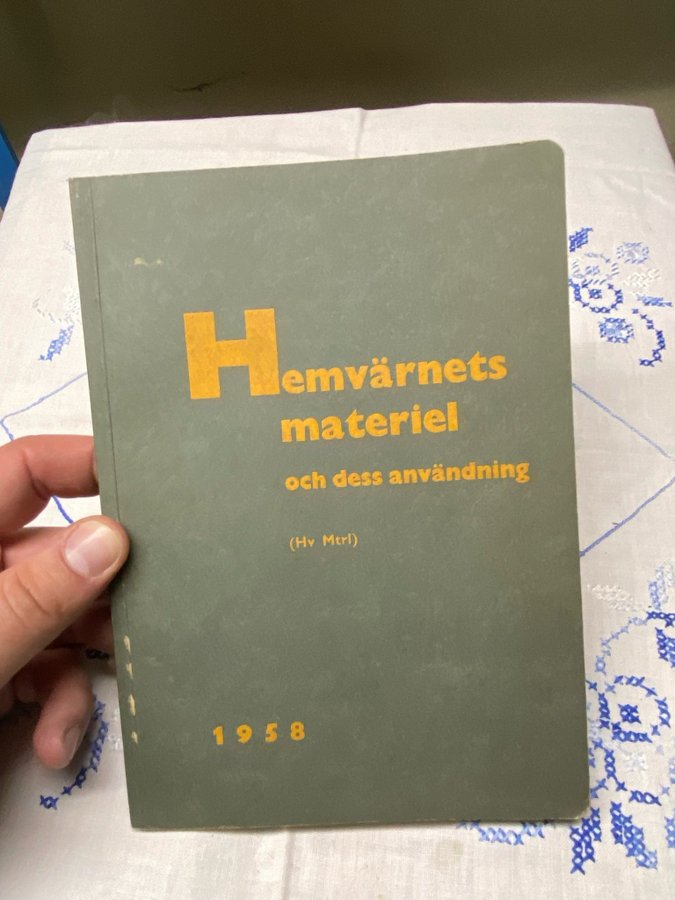 Hemvärnets
materiel
och dess användning
(Hv Mtrl)
1958